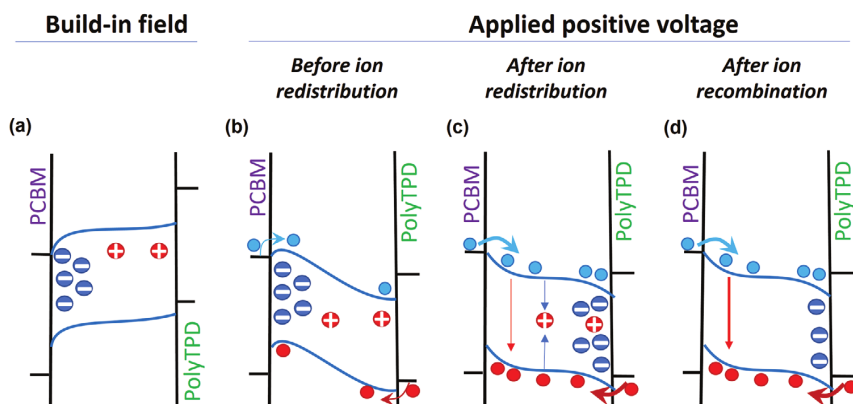 Build-in field
Applied positive voltage
Before ion
redistribution
After ion
redistribution
After ion
recombination
(a)
(b)
(c)
(d)
PCBM
PolyTPD
PCBM
PolyTPD
PCBM
PolyTPD
PCBM
PolyTPD